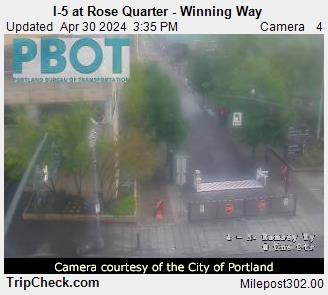 I-5 at Rose Quarter - Winning Way
Updated Apr 30 2024 3:35 PM Camera 4
PBOT
PORTLAND BUREAU OF TRANSPORTATION
Camera courtesy of the City of Portland
TripCheck.com Milepost302.00